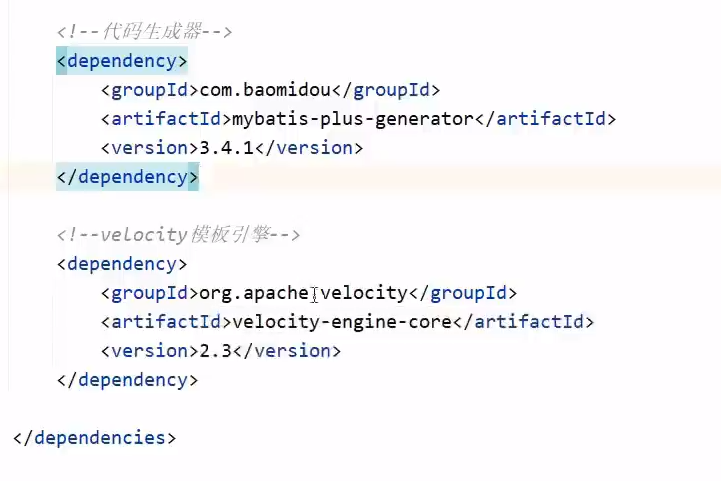 <!--代码生成器-->
<dependency>
<groupId>com.baomidou</groupId>
<artifactId>mybatis-plus-generator</artifactId>
<version>3.4.1</version>
</dependency>
<!--velocity模板引擎-->
<dependency>
<groupId>org.apache.velocity</groupId>
<artifactId>velocity-engine-core</artifactId>
<version>2.3</version>
</dependency>
</dependencies>